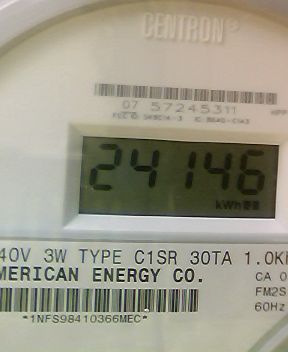 CENTRON®
07 57245311
24146
kWh
40V 3W TYPE C1SR 30TA 1.0K
MERICAN ENERGY CO.
CA 0
FM2S
60Hz
*1NFS98410366MEC*